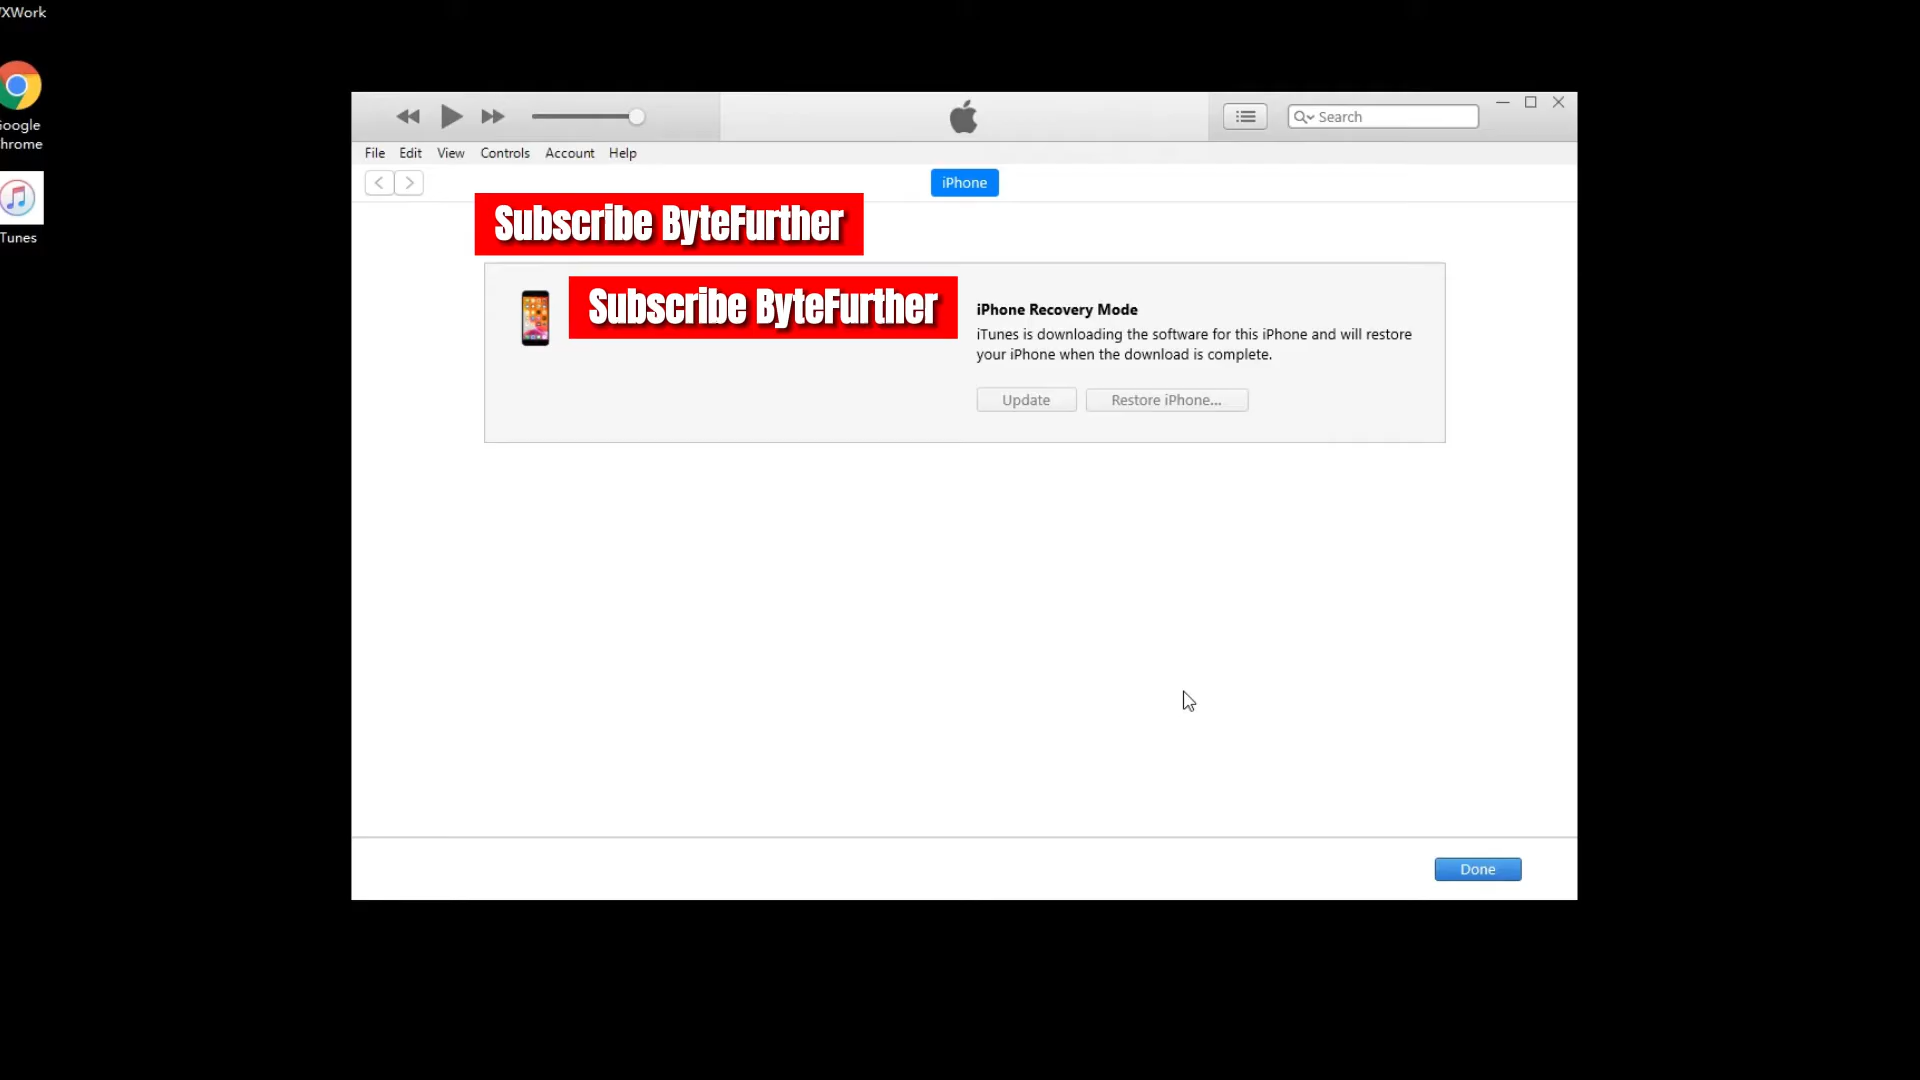 XWork
Google
Chrome
Tunes
Search
File Edit View Controls Account Help
iPhone
Subscribe ByteFurther
Subscribe ByteFurther
iPhone Recovery Mode
iTunes is downloading the software for this iPhone and will restore
your iPhone when the download is complete.
Update Restore iPhone...
Done